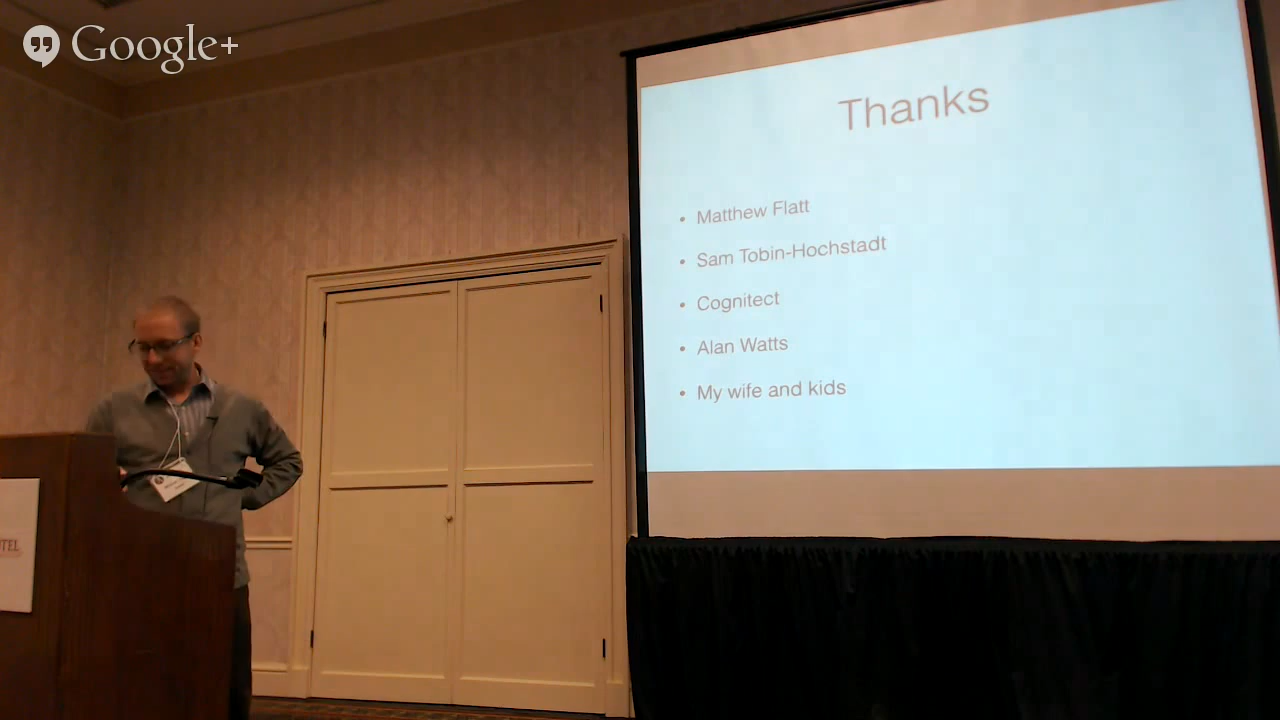 Google+
Thanks
• Matthew Flatt
• Sam Tobin-Hochstadt
• Cognitect
• Alan Watts
• My wife and kids